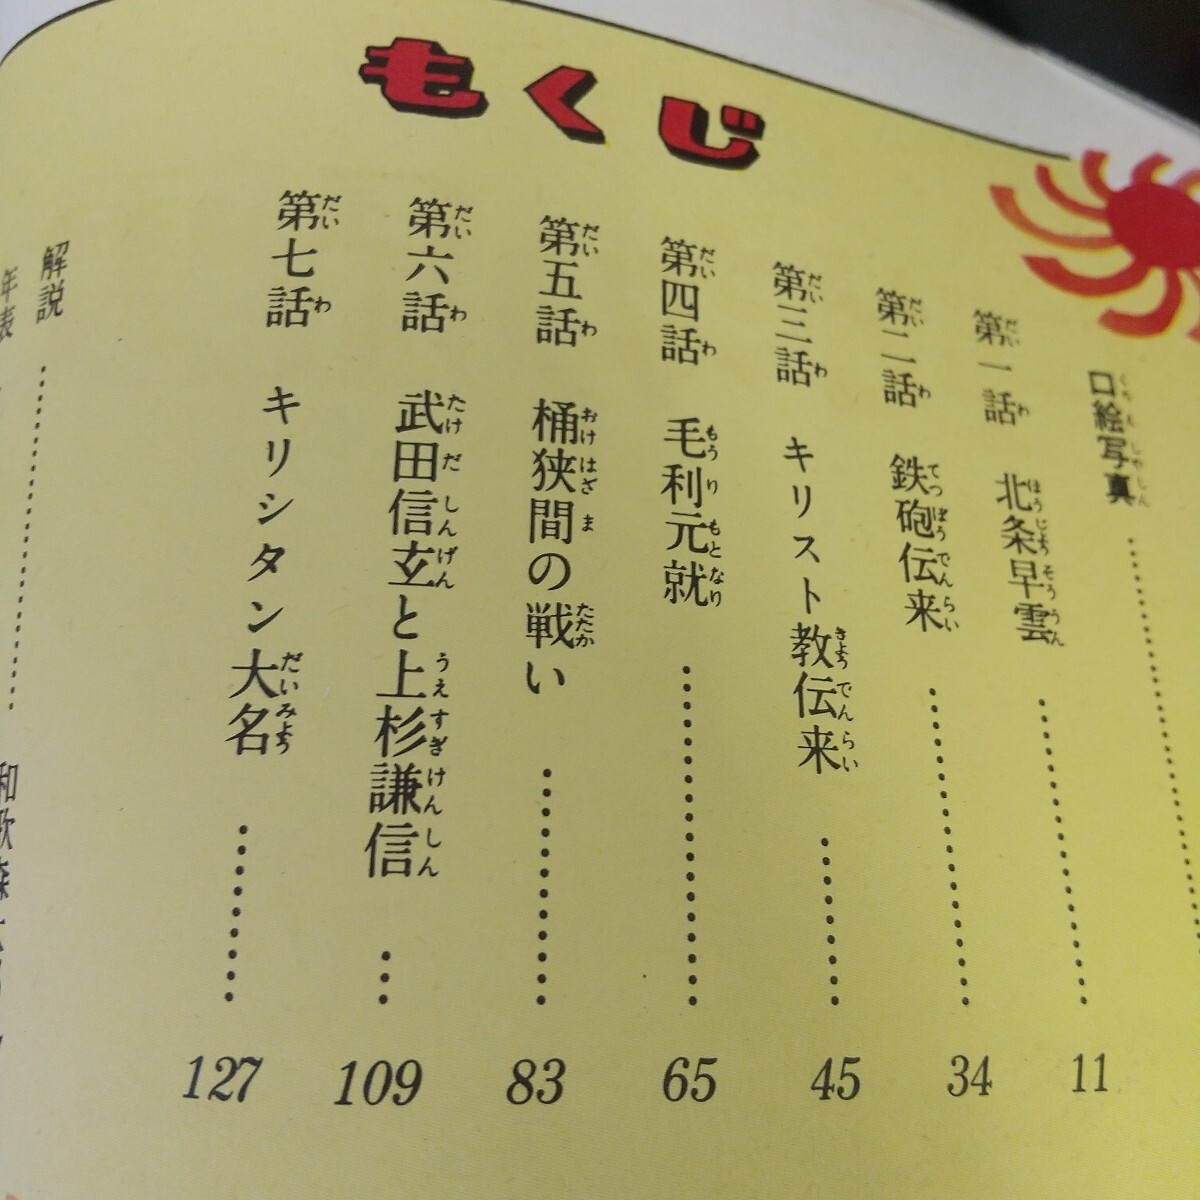 もくじ
口絵写真
第一話 北条早雲 11
第二話 鉄砲伝来 34
第三話 キリスト教伝来 45
第四話 毛利元就 65
第五話 桶狭間の戦い 83
第六話 武田信玄と上杉謙信 109
第七話 キリシタン大名 127
解説 和歌森
年表